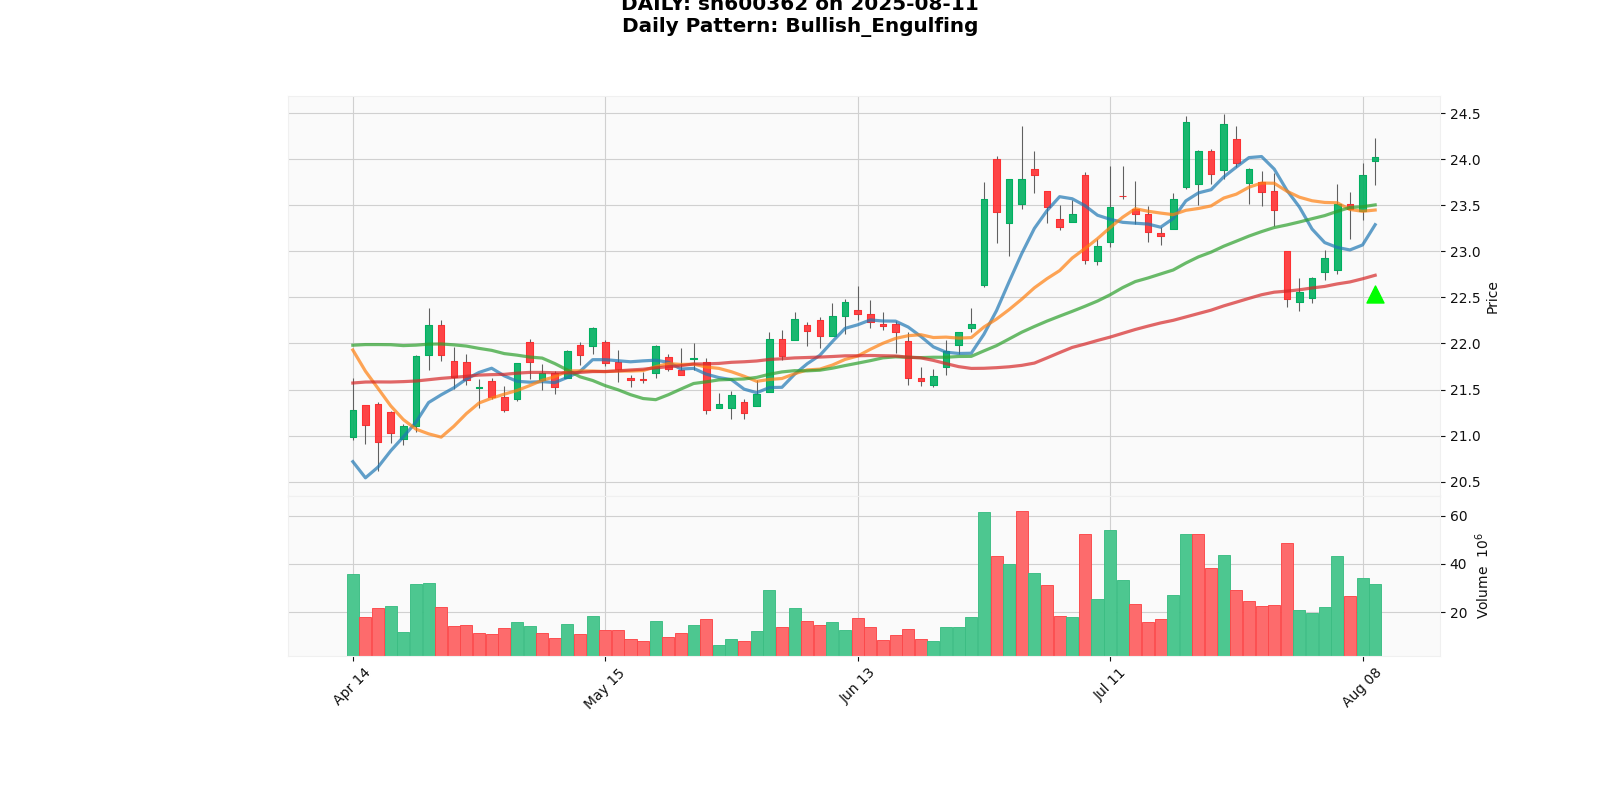 DAILY: sh600362 on 2025-08-11
Daily Pattern: Bullish_Engulfing
24.5
24.0
23.5
23.0
22.5
22.0
21.5
21.0
20.5
Price
60
40
20
Volume 10^6
Apr 14
May 15
Jun 13
Jul 11
Aug 08